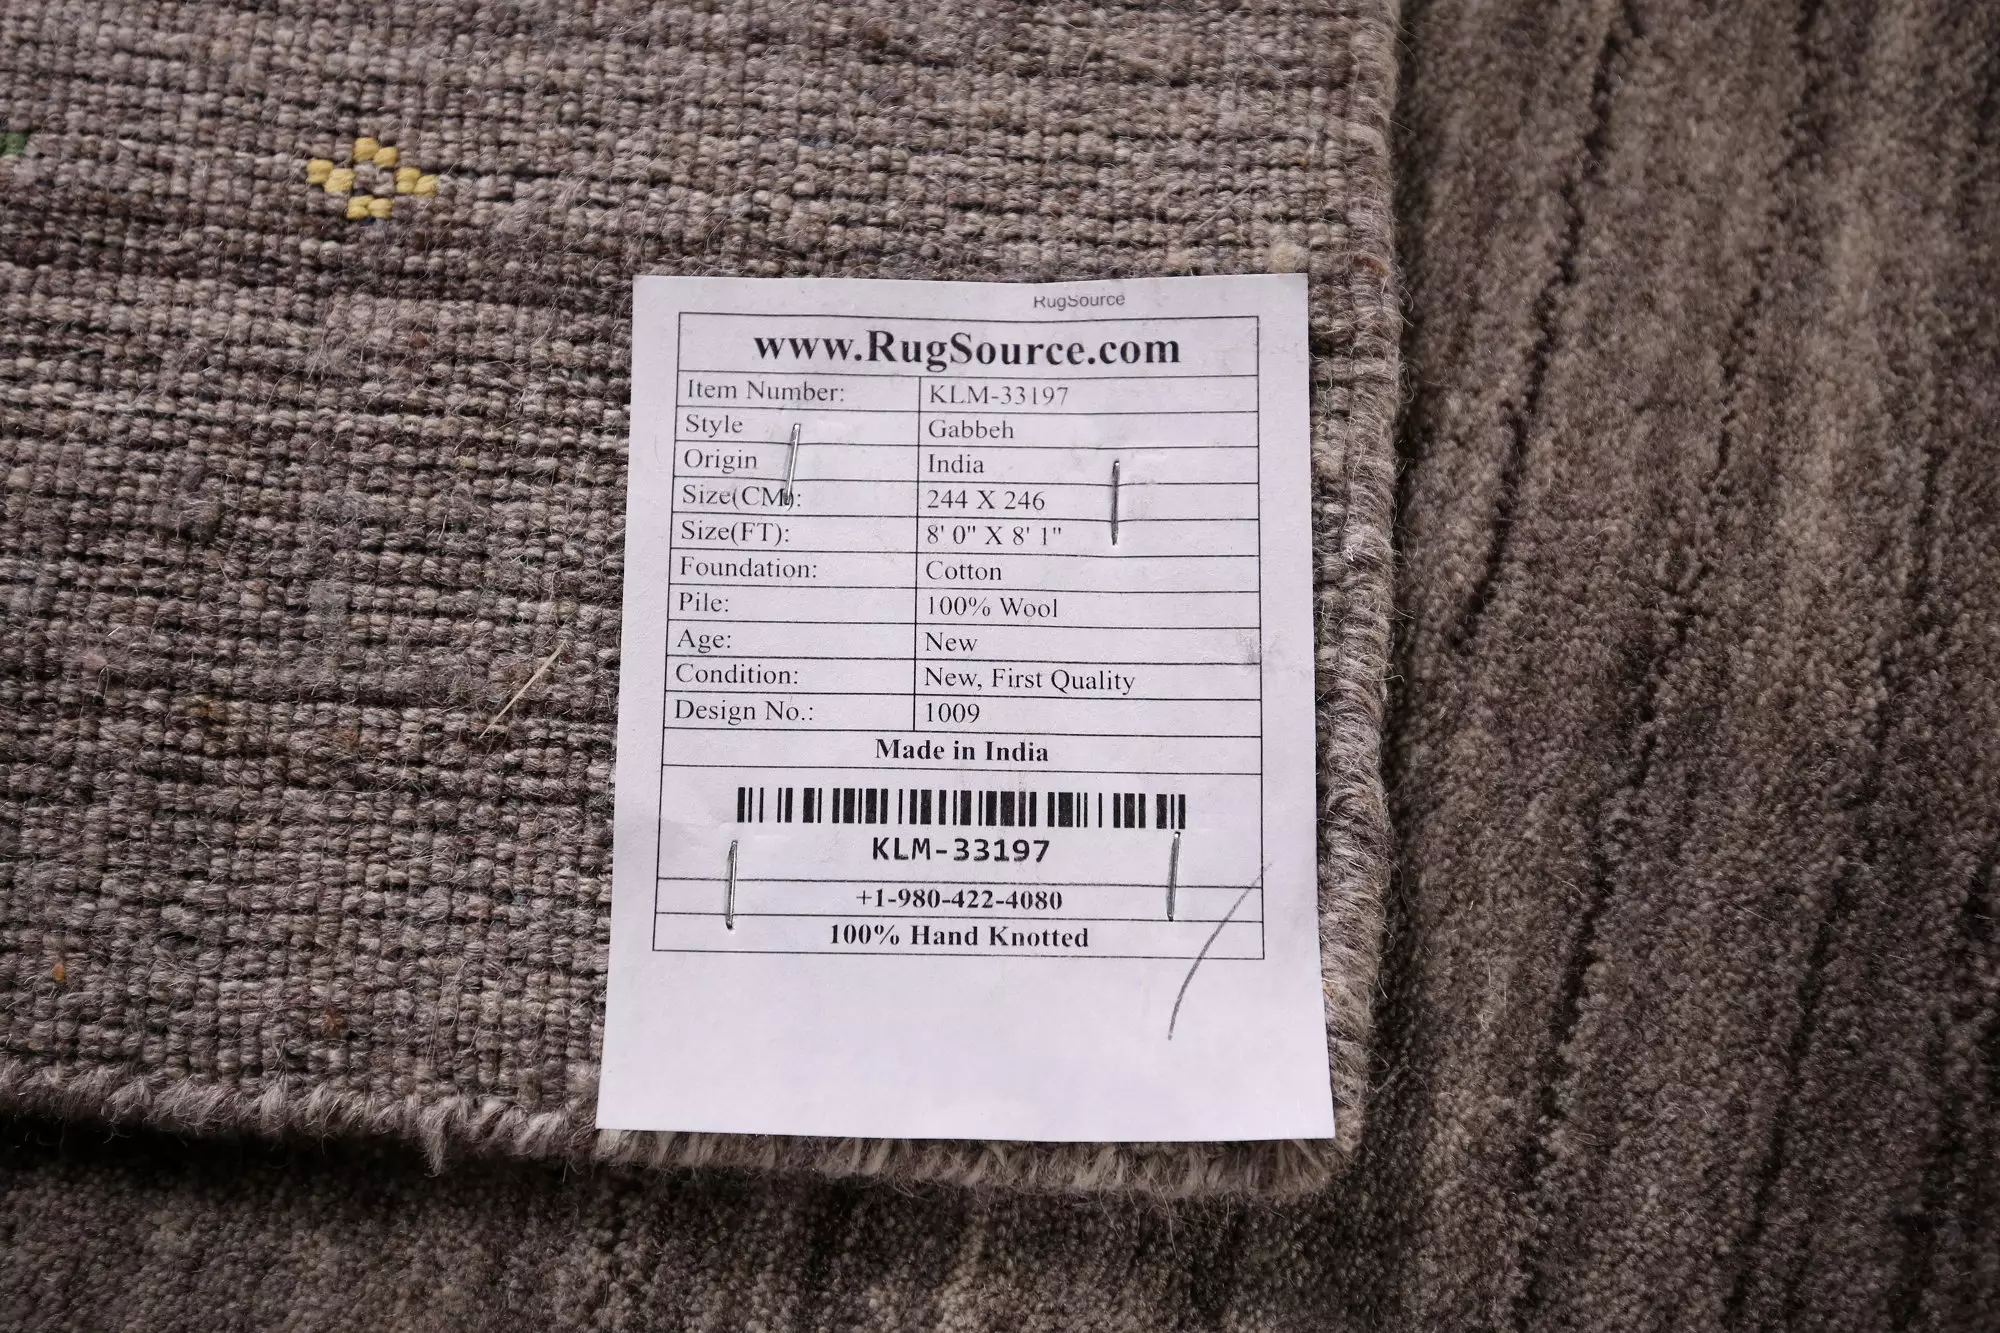 RugSource
www.RugSource.com
Item Number: KLM-33197
Style Gabbeh
Origin India
Size(CM): 244 X 246
Size(FT): 8' 0" X 8' 1"
Foundation: Cotton
Pile: 100% Wool
Age: New
Condition: New, First Quality
Design No.: 1009
Made in India
KLM-33197
+1-980-422-4080
100% Hand Knotted